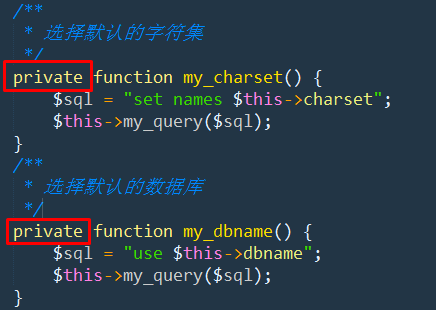 /**
 * 选择默认的字符集
 */
private function my_charset() {
    $sql = "set names $this->charset";
    $this->my_query($sql);
}
/**
 * 选择默认的数据库
 */
private function my_dbname() {
    $sql = "use $this->dbname";
    $this->my_query($sql);
}